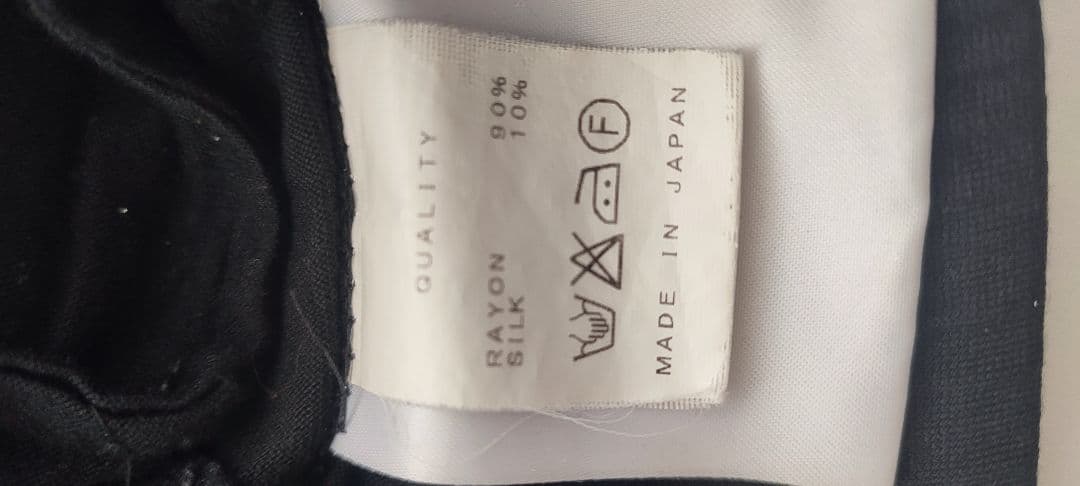 QUALITY
RAYON 90%
SILK 10%
F
MADE IN JAPAN